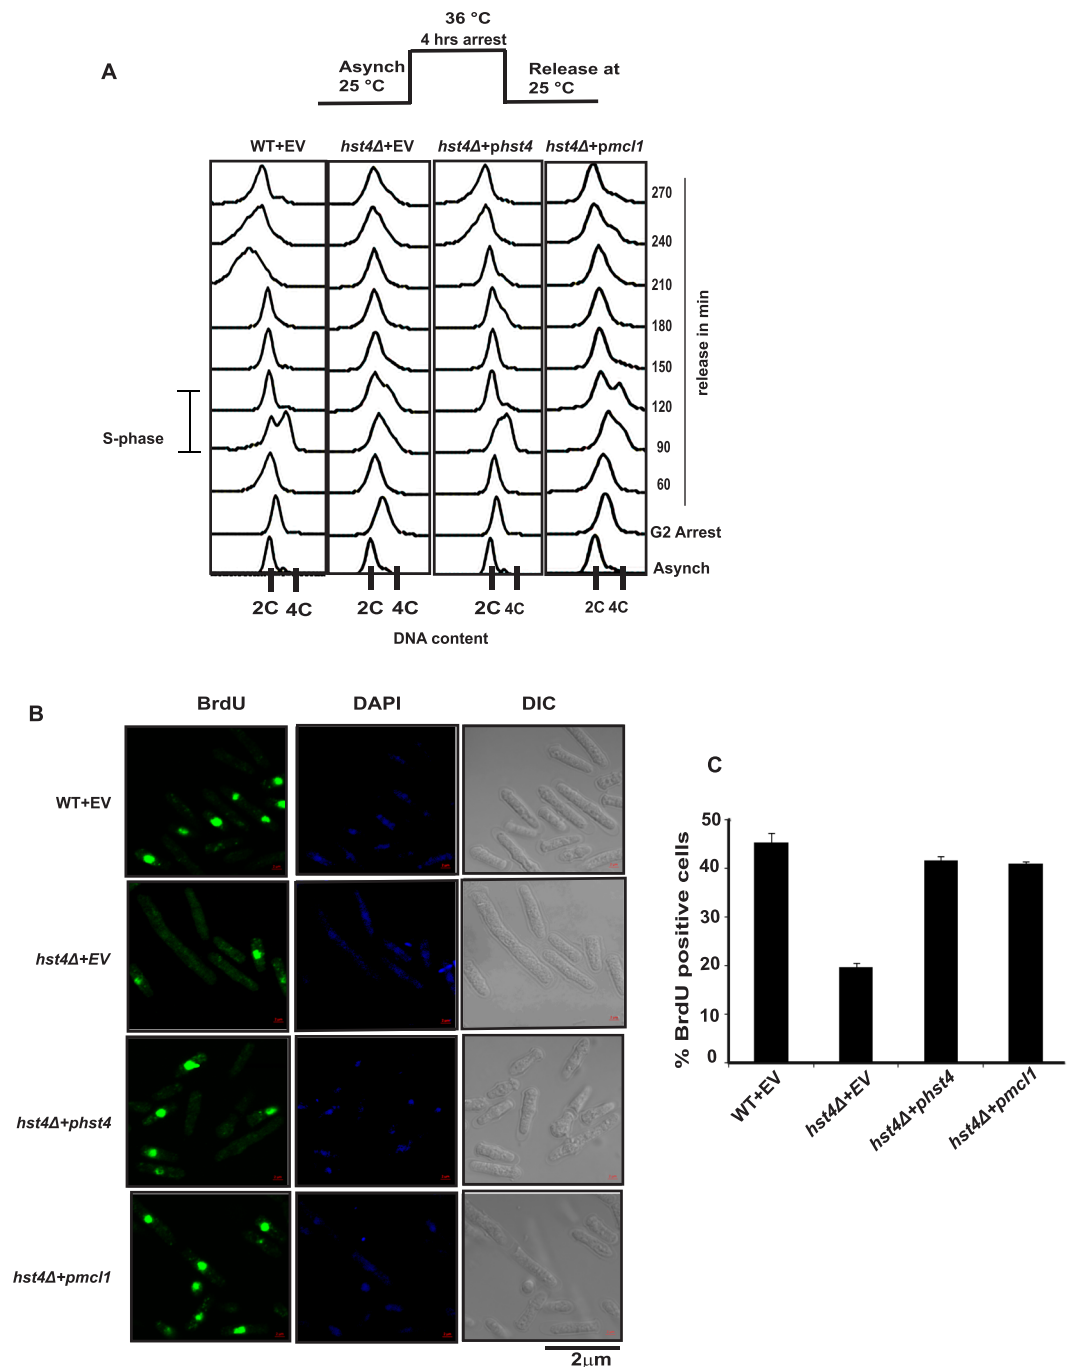 A
36 °C
4 hrs arrest
Asynch
25 °C
Release at
25 °C
WT+EV
hst4Δ+EV
hst4Δ+phst4
hst4Δ+pmcl1
270
240
210
180
150
120
90
60
G2 Arrest
Asynch
release in min
S-phase
2C 4C
2C 4C
2C 4C
2C 4C
DNA content
B
BrdU
DAPI
DIC
WT+EV
hst4Δ+EV
hst4Δ+phst4
hst4Δ+pmcl1
2μm
C
% BrdU positive cells
50
40
30
20
10
0
WT+EV
hst4Δ+EV
hst4Δ+phst4
hst4Δ+pmcl1